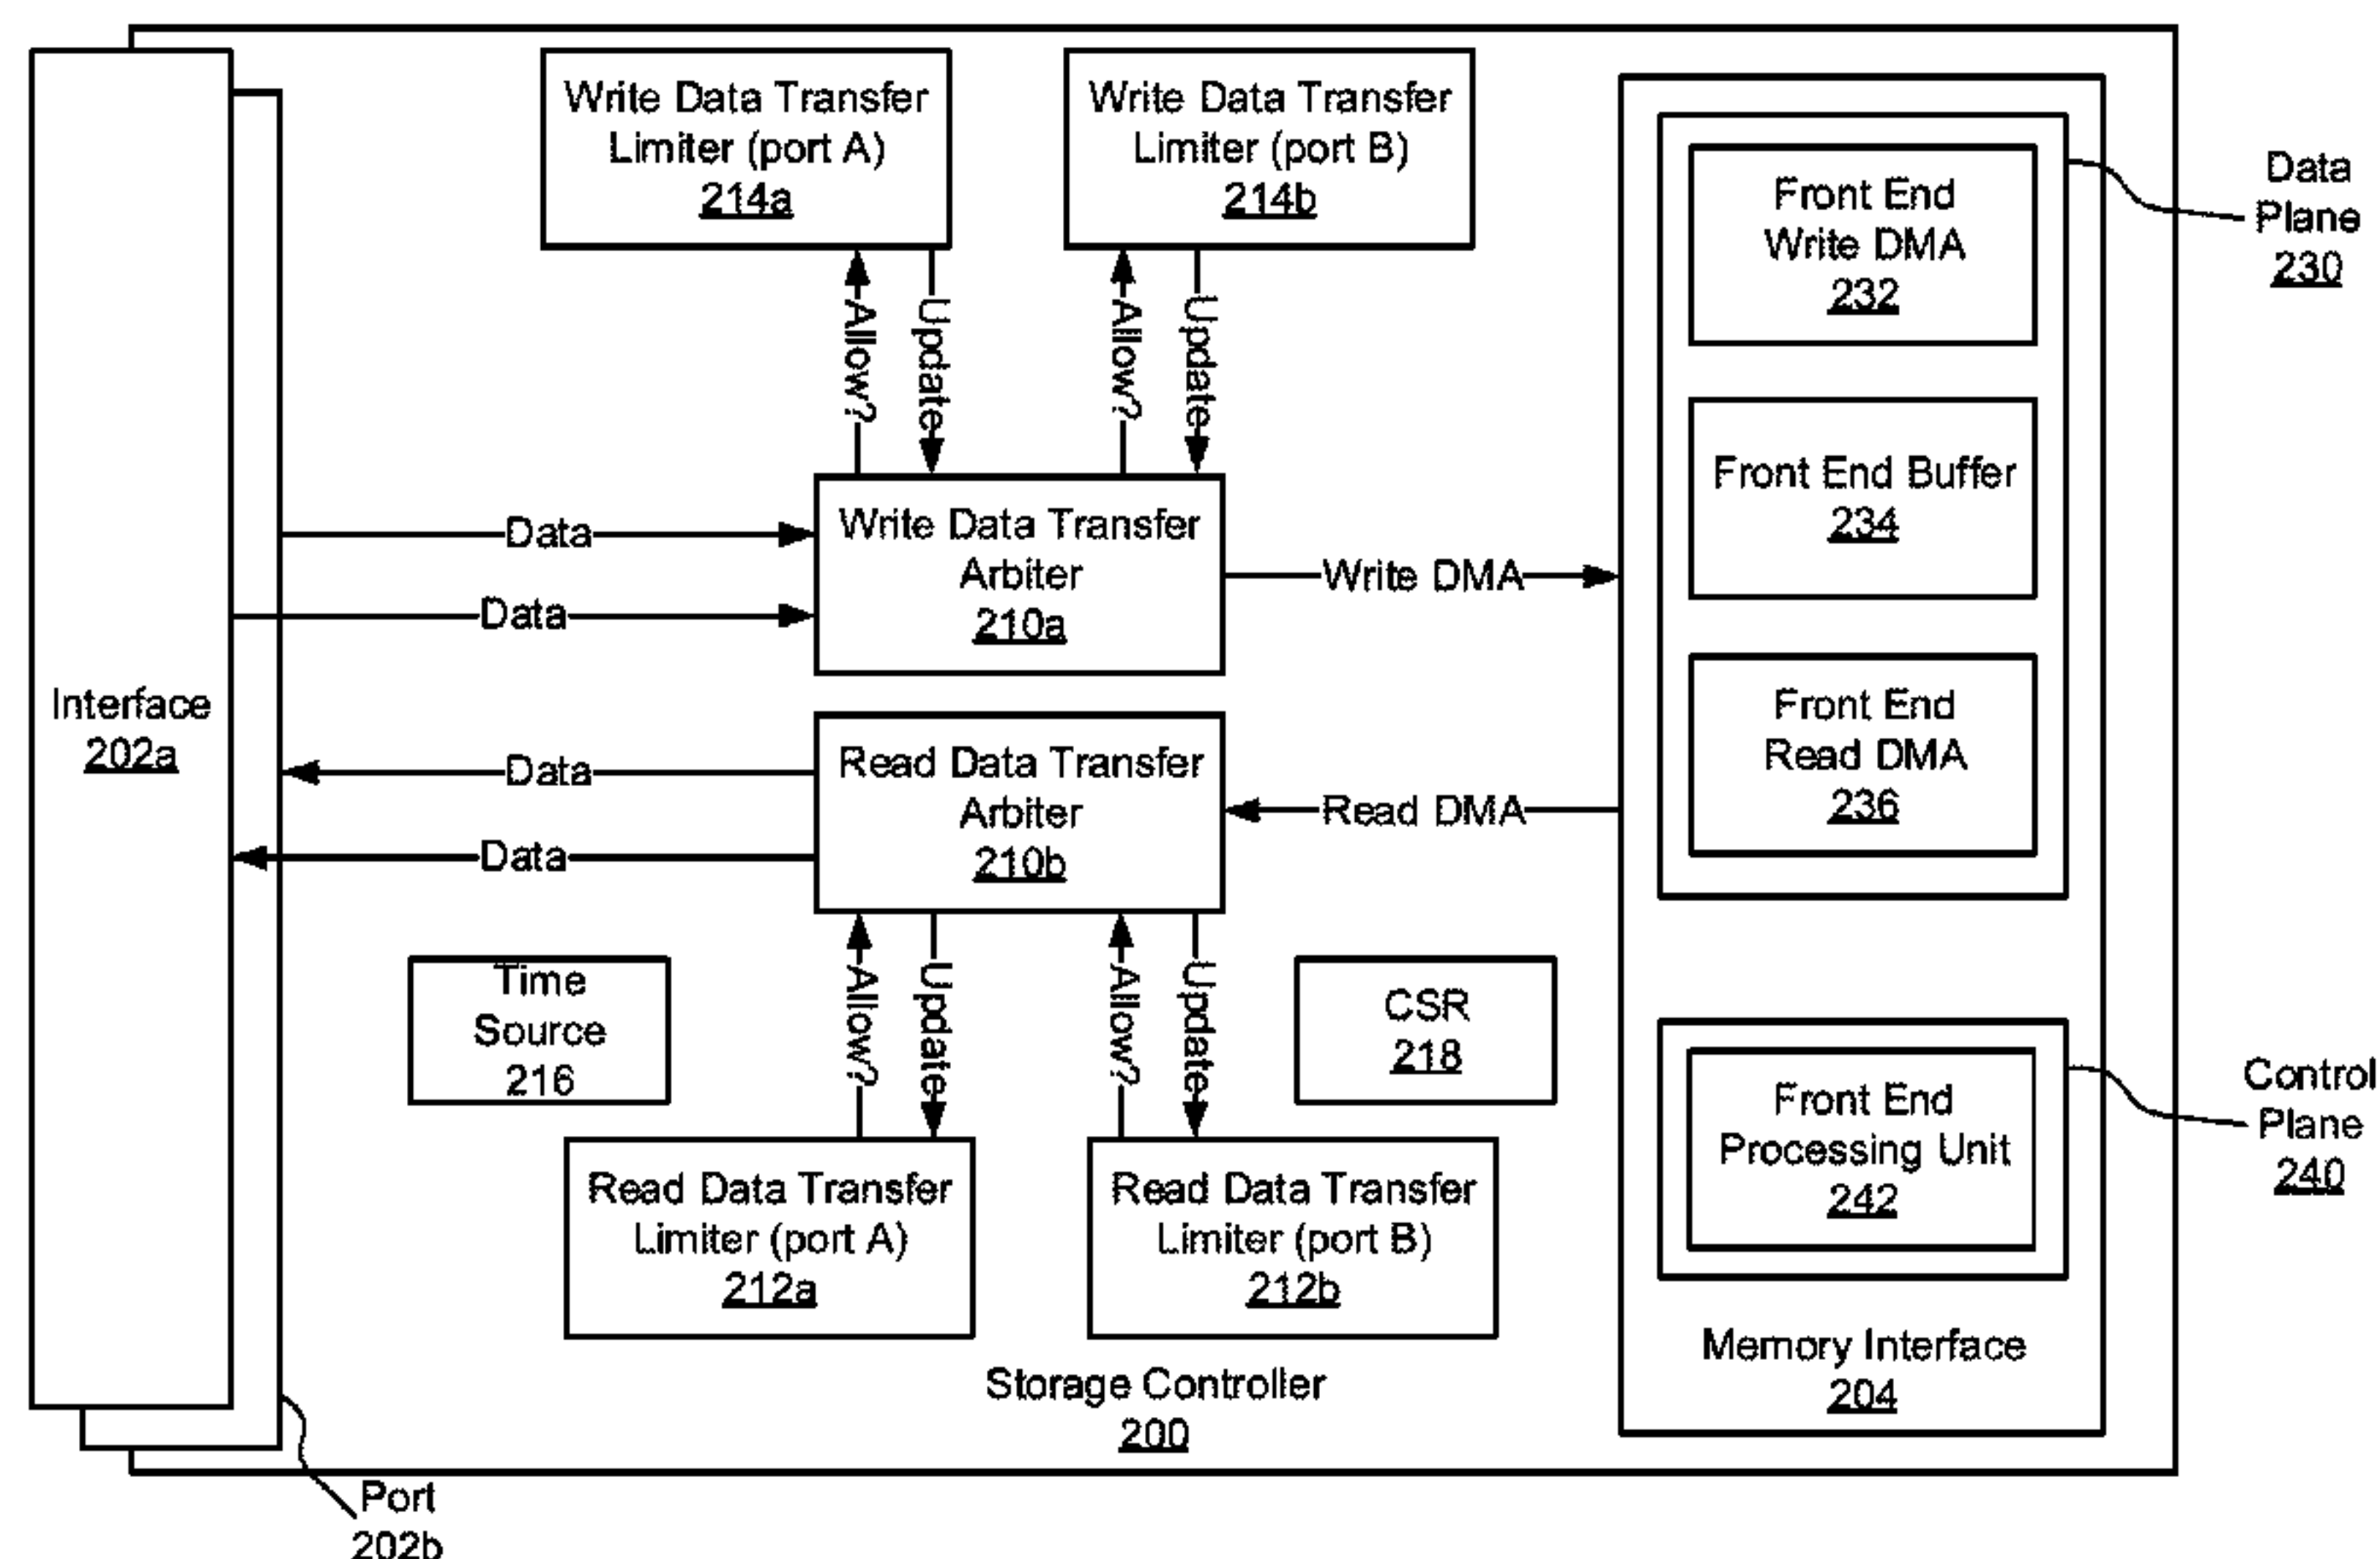 Write Data Transfer
Limiter (port A)
214a
Write Data Transfer
Limiter (port B)
214b
Front End
Write DMA
232
Data
Plane
230
Allow?
Update
Allow?
Update
Front End Buffer
234
Data
Data
Write Data Transfer
Arbiter
210a
Write DMA
Interface
202a
Front End
Read DMA
236
Data
Data
Read Data Transfer
Arbiter
210b
Read DMA
Time
Source
216
Allow?
Update
Allow?
Update
CSR
218
Front End
Processing Unit
242
Control
Plane
240
Read Data Transfer
Limiter (port A)
212a
Read Data Transfer
Limiter (port B)
212b
Memory Interface
204
Storage Controller
200
Port
202b